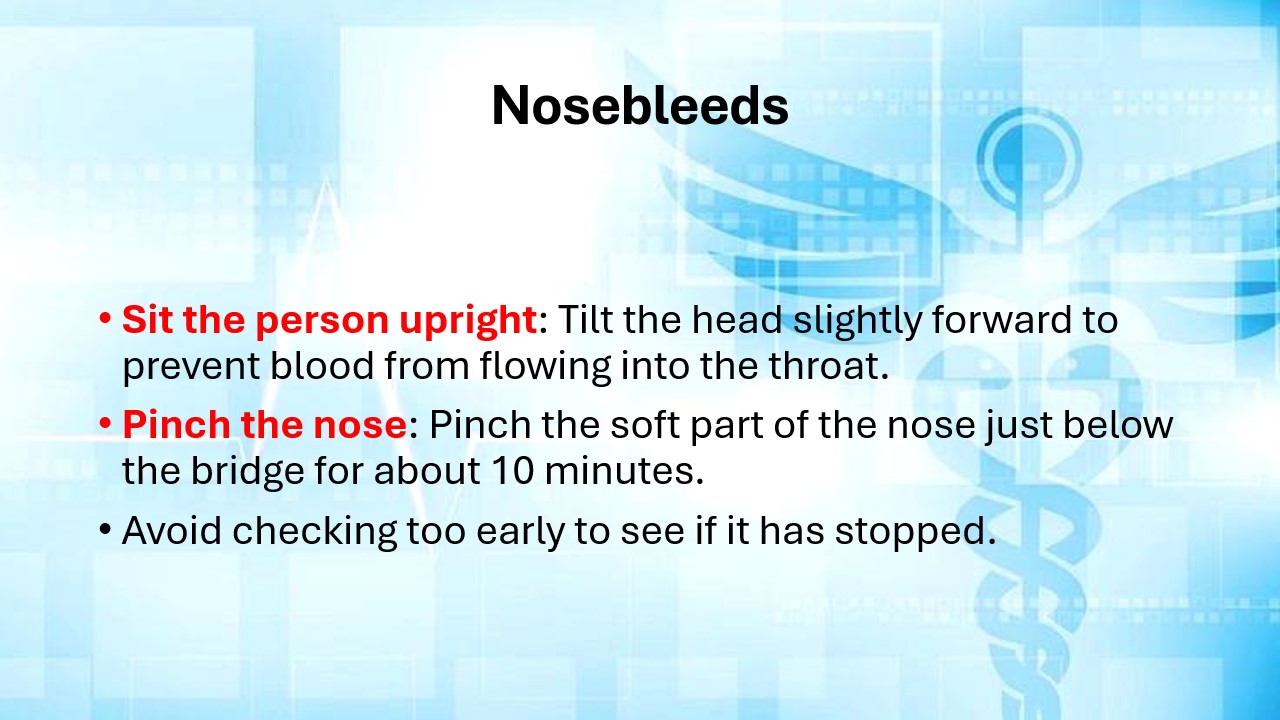 Nosebleeds
• Sit the person upright: Tilt the head slightly forward to
prevent blood from flowing into the throat.
• Pinch the nose: Pinch the soft part of the nose just below
the bridge for about 10 minutes.
• Avoid checking too early to see if it has stopped.